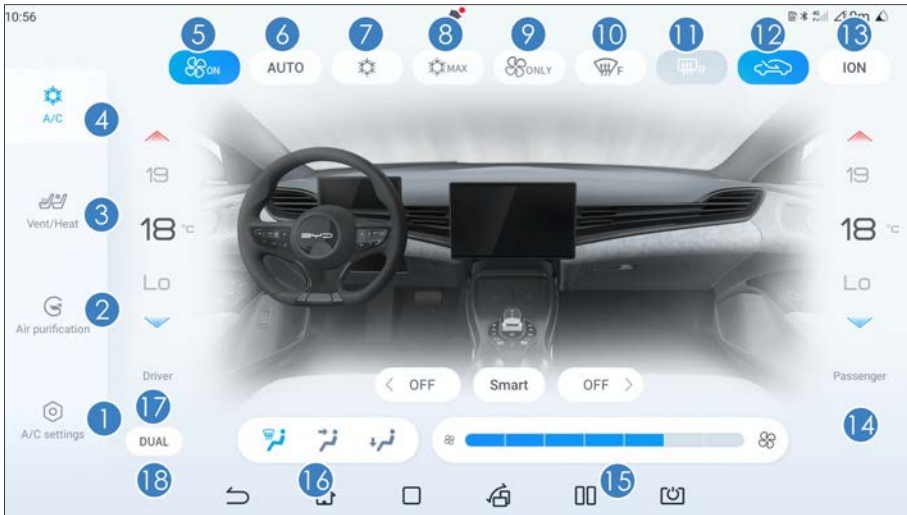 10:56
5 6 7 8 9 10 11 12 13
ON AUTO MAX ONLY F R ION
A/C 4
19 19
Vent/Heat 3
18 °C 18 °C
BYD
Lo Lo
2
Air purification
Driver < OFF Smart OFF > Passenger
17 14
A/C settings 1
DUAL
18 16 15